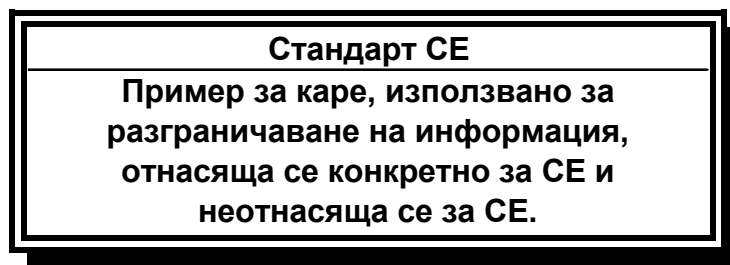 Стандарт CE
Пример за каре, използвано за
разграничаване на информация,
отнасяща се конкретно за CE и
неотнасяща се за CE.